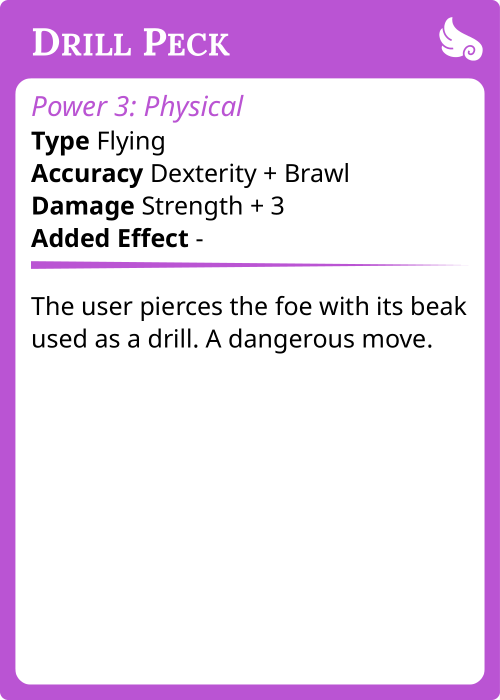 Drill Peck
Power 3: Physical
Type Flying
Accuracy Dexterity + Brawl
Damage Strength + 3
Added Effect -
The user pierces the foe with its beak
used as a drill. A dangerous move.